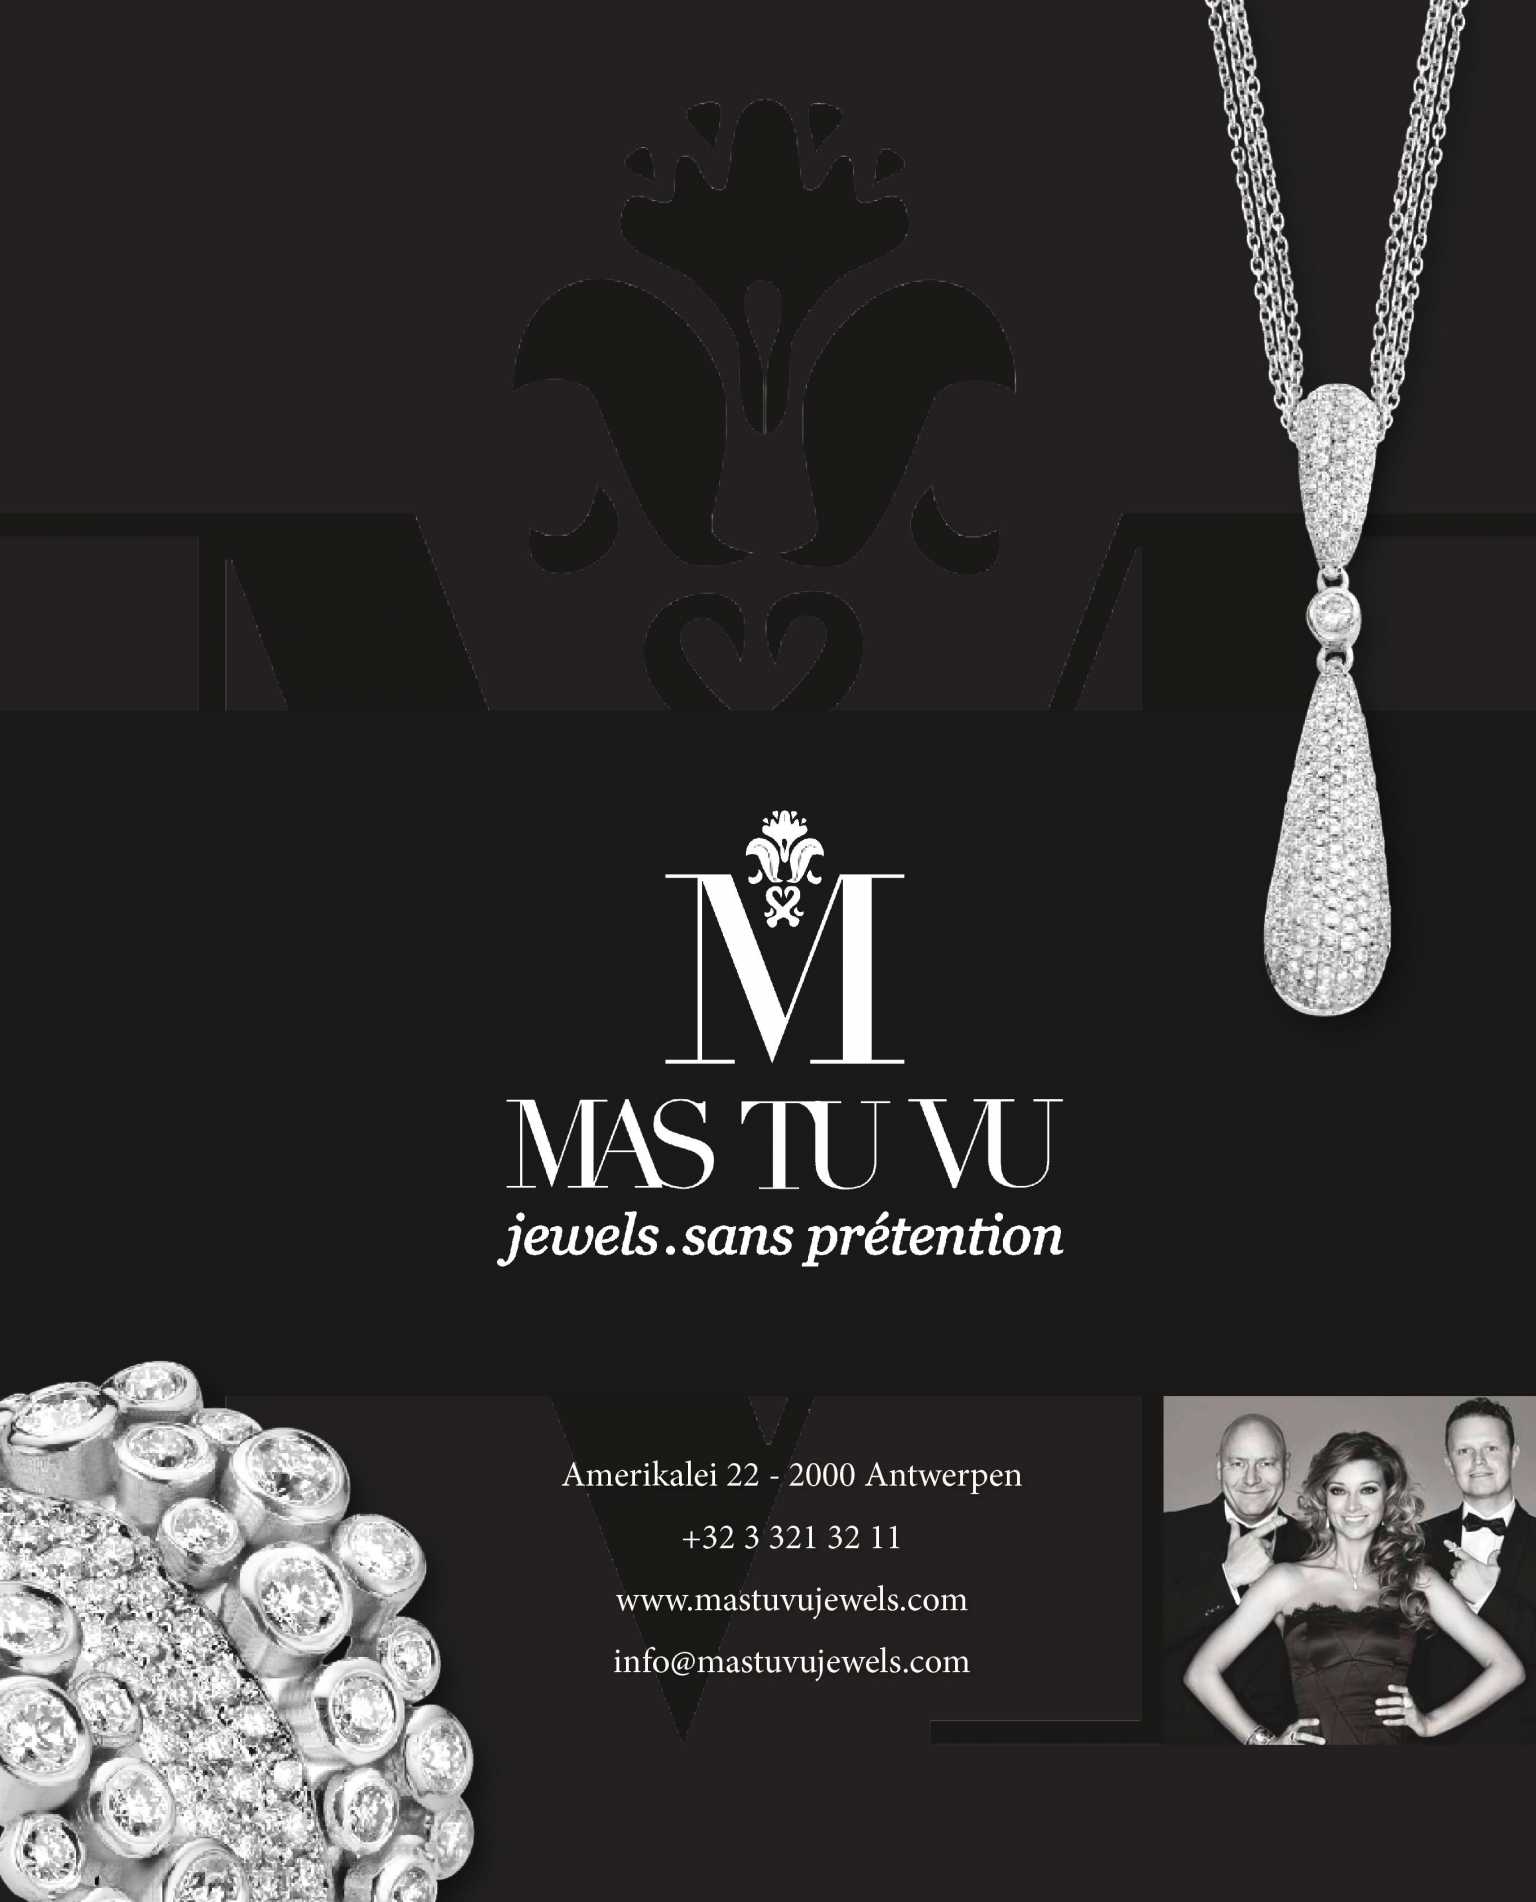 M
MAS TU VU
jewels.sans prétention
Amerikalei 22 - 2000 Antwerpen
+32 3 321 32 11
www.mastuvujewels.com
info@mastuvujewels.com